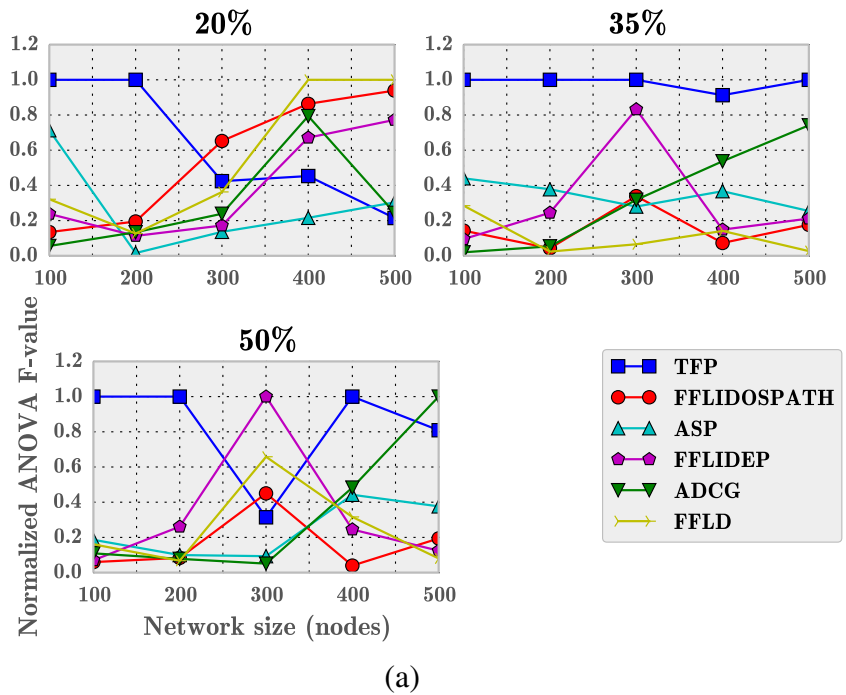 20%
1.2
1.0
0.8
0.6
0.4
0.2
0.0
100 200 300 400 500
35%
1.2
1.0
0.8
0.6
0.4
0.2
0.0
100 200 300 400 500
50%
1.2
1.0
0.8
0.6
0.4
0.2
0.0
100 200 300 400 500
Normalized ANOVA F-value
Network size (nodes)
TFP
FFLIDOSPATH
ASP
FFLIDEP
ADCG
FFLD
(a)